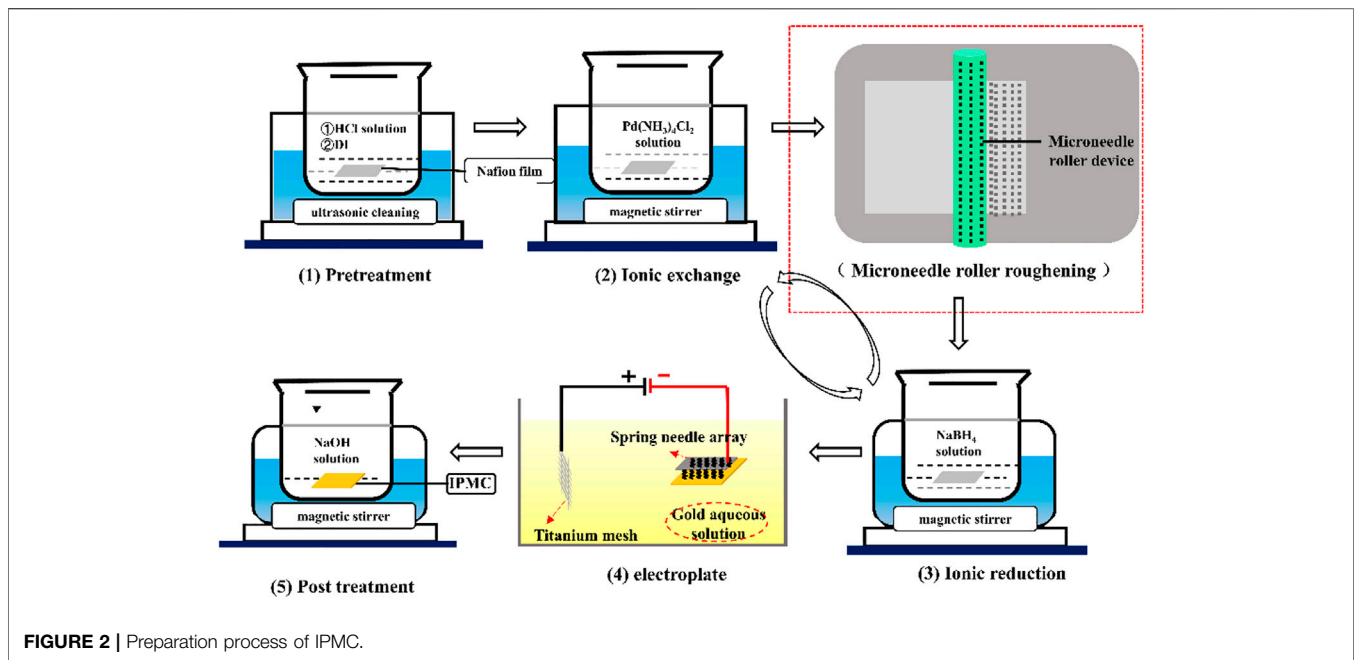 ①HCl solution
②DI
Nafion film
ultrasonic cleaning
(1) Pretreatment
Pd(NH₃)₄Cl₂
solution
magnetic stirrer
(2) Ionic exchange
Microneedle
roller device
( Microneedle roller roughening )
NaBH₄
solution
magnetic stirrer
(3) Ionic reduction
+ −
Spring needle array
Gold aqueous
solution
Titanium mesh
(4) electroplate
NaOH
solution
IPMC
magnetic stirrer
(5) Post treatment
FIGURE 2 | Preparation process of IPMC.